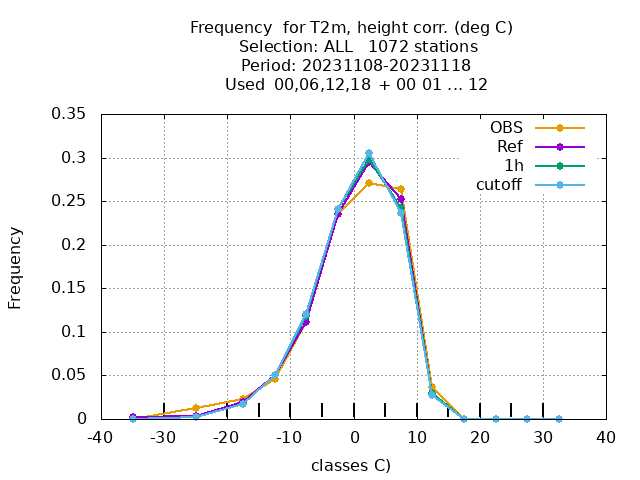 Frequency  for T2m, height corr. (deg C)
Selection: ALL   1072 stations
Period: 20231108-20231118
Used  00,06,12,18  + 00 01 ... 12
0.35
0.3
0.25
0.2
0.15
0.1
0.05
0
Frequency
OBS
Ref
1h
cutoff
-40 -30 -20 -10 0 10 20 30 40
classes C)